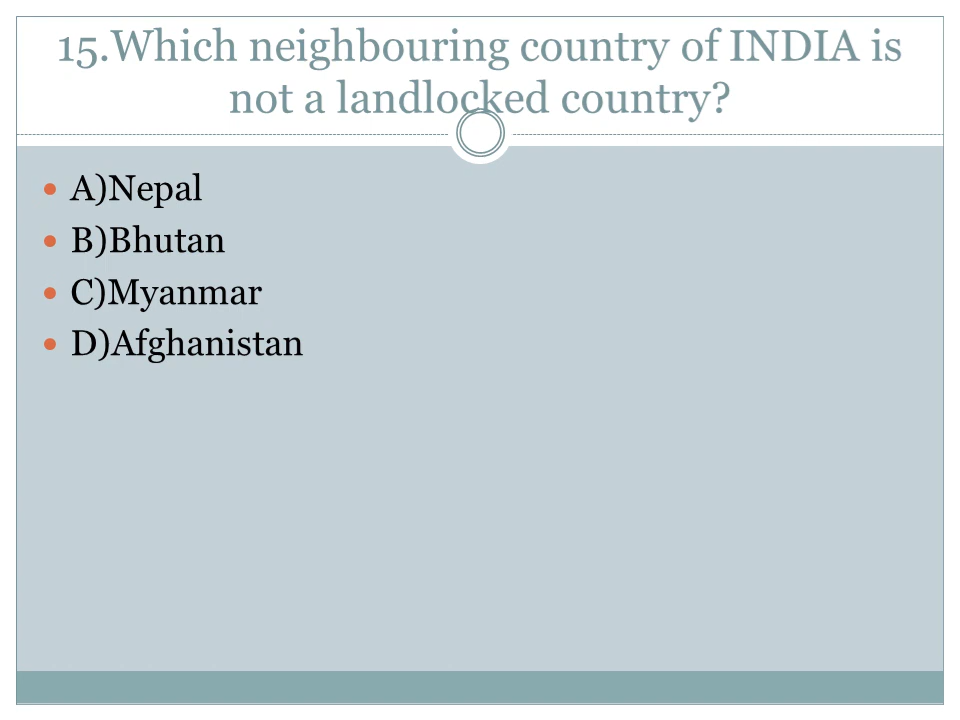 15.Which neighbouring country of INDIA is
not a landlocked country?
A)Nepal
B)Bhutan
C)Myanmar
D)Afghanistan